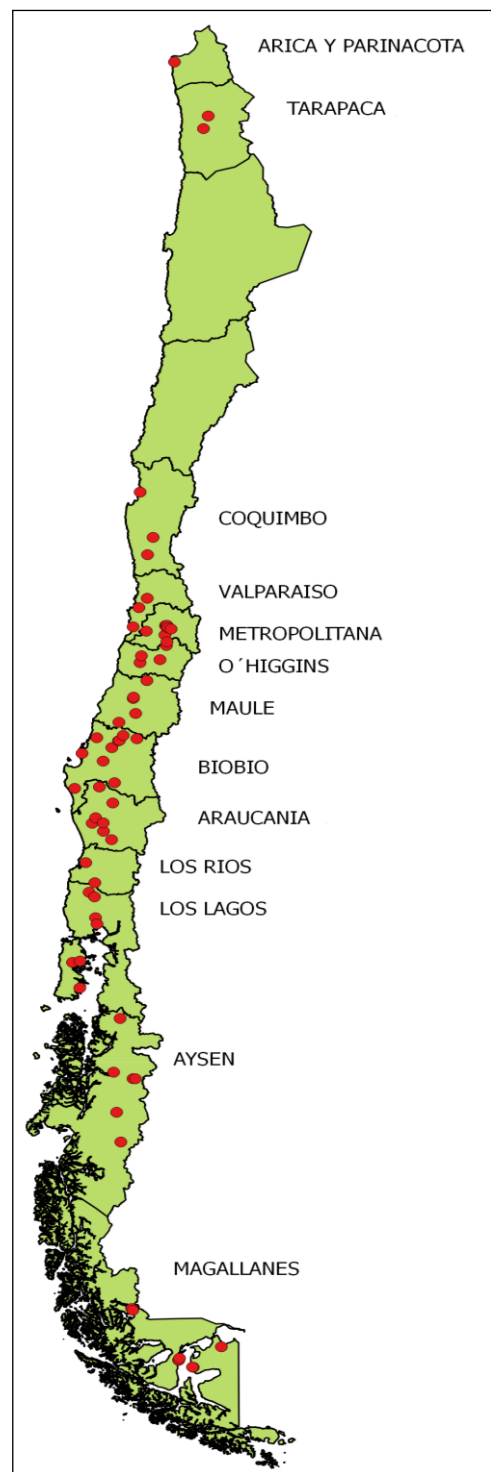 ARICA Y PARINACOTA
TARAPACA
COQUIMBO
VALPARAISO
METROPOLITANA
O´HIGGINS
MAULE
BIOBIO
ARAUCANIA
LOS RIOS
LOS LAGOS
AYSEN
MAGALLANES